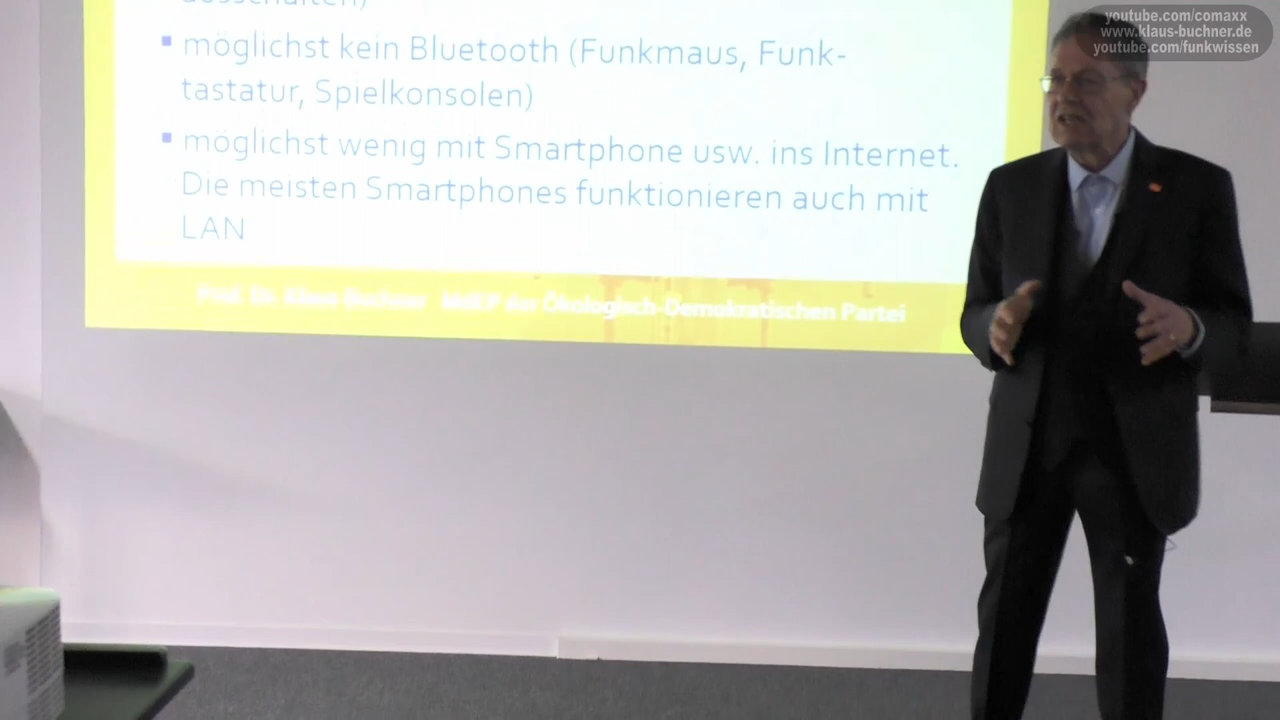 youtube.com/comaxx
www.klaus-buchner.de
youtube.com/funkwissen
ausschalten)
möglichst kein Bluetooth (Funkmaus, Funk-
tastatur, Spielkonsolen)
möglichst wenig mit Smartphone usw. ins Internet.
Die meisten Smartphones funktionieren auch mit
LAN
Prof. Dr. Klaus Buchner MdEP der Ökologisch-Demokratischen Partei